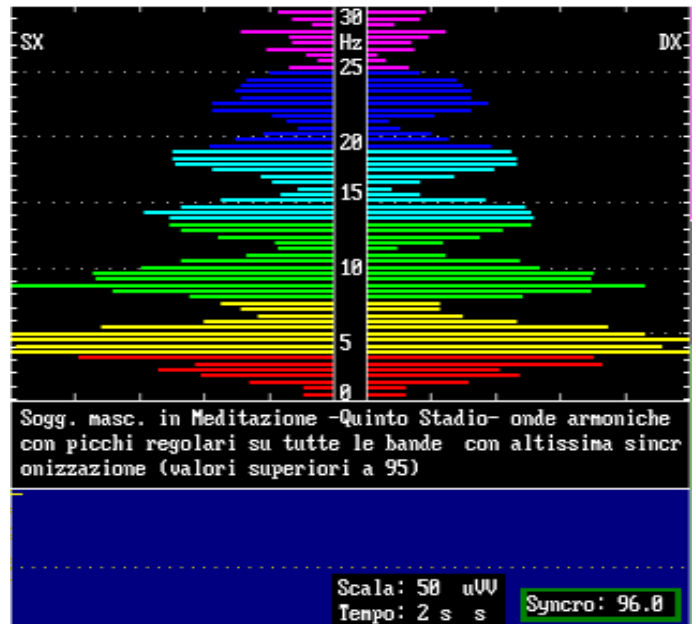 30
SX Hz DX
25
20
15
10
5
0
Sogg. masc. in Meditazione -Quinto Stadio- onde armoniche
con picchi regolari su tutte le bande con altissima sincr
onizzazione (valori superiori a 95)
Scala: 50 uVV
Tempo: 2 s s
Syncro: 96.0